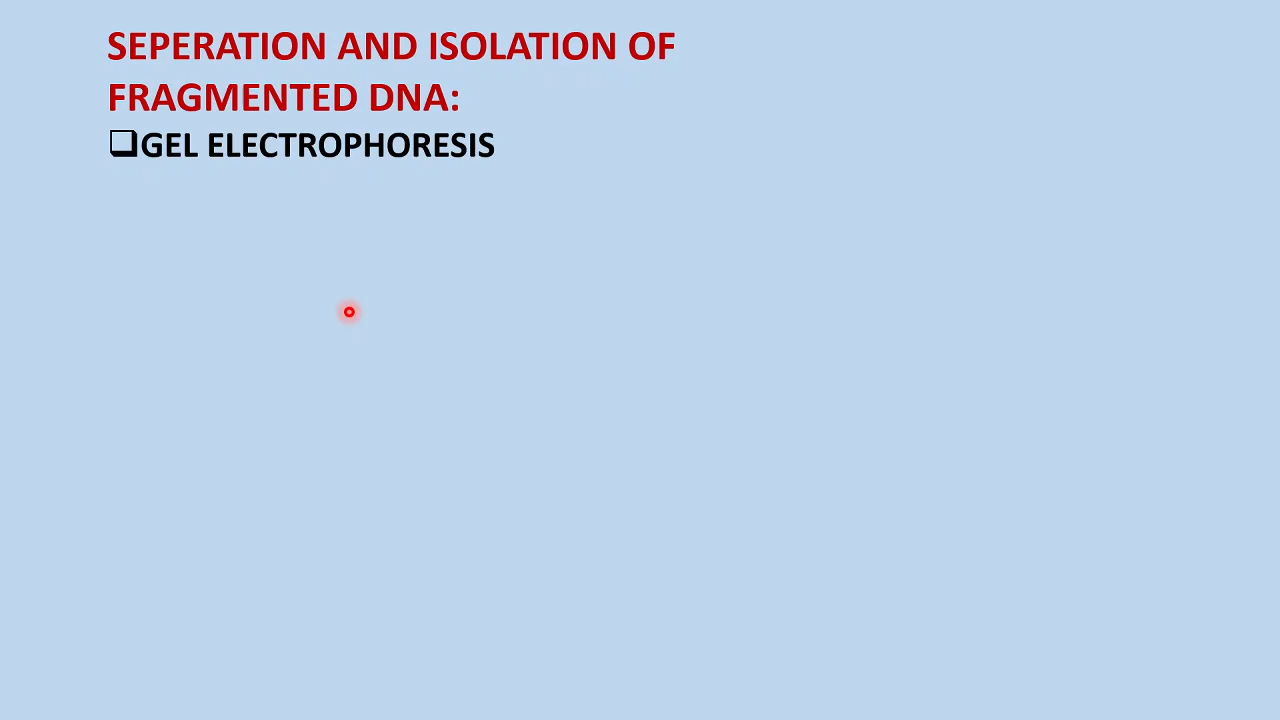 SEPERATION AND ISOLATION OF
FRAGMENTED DNA:
❑GEL ELECTROPHORESIS